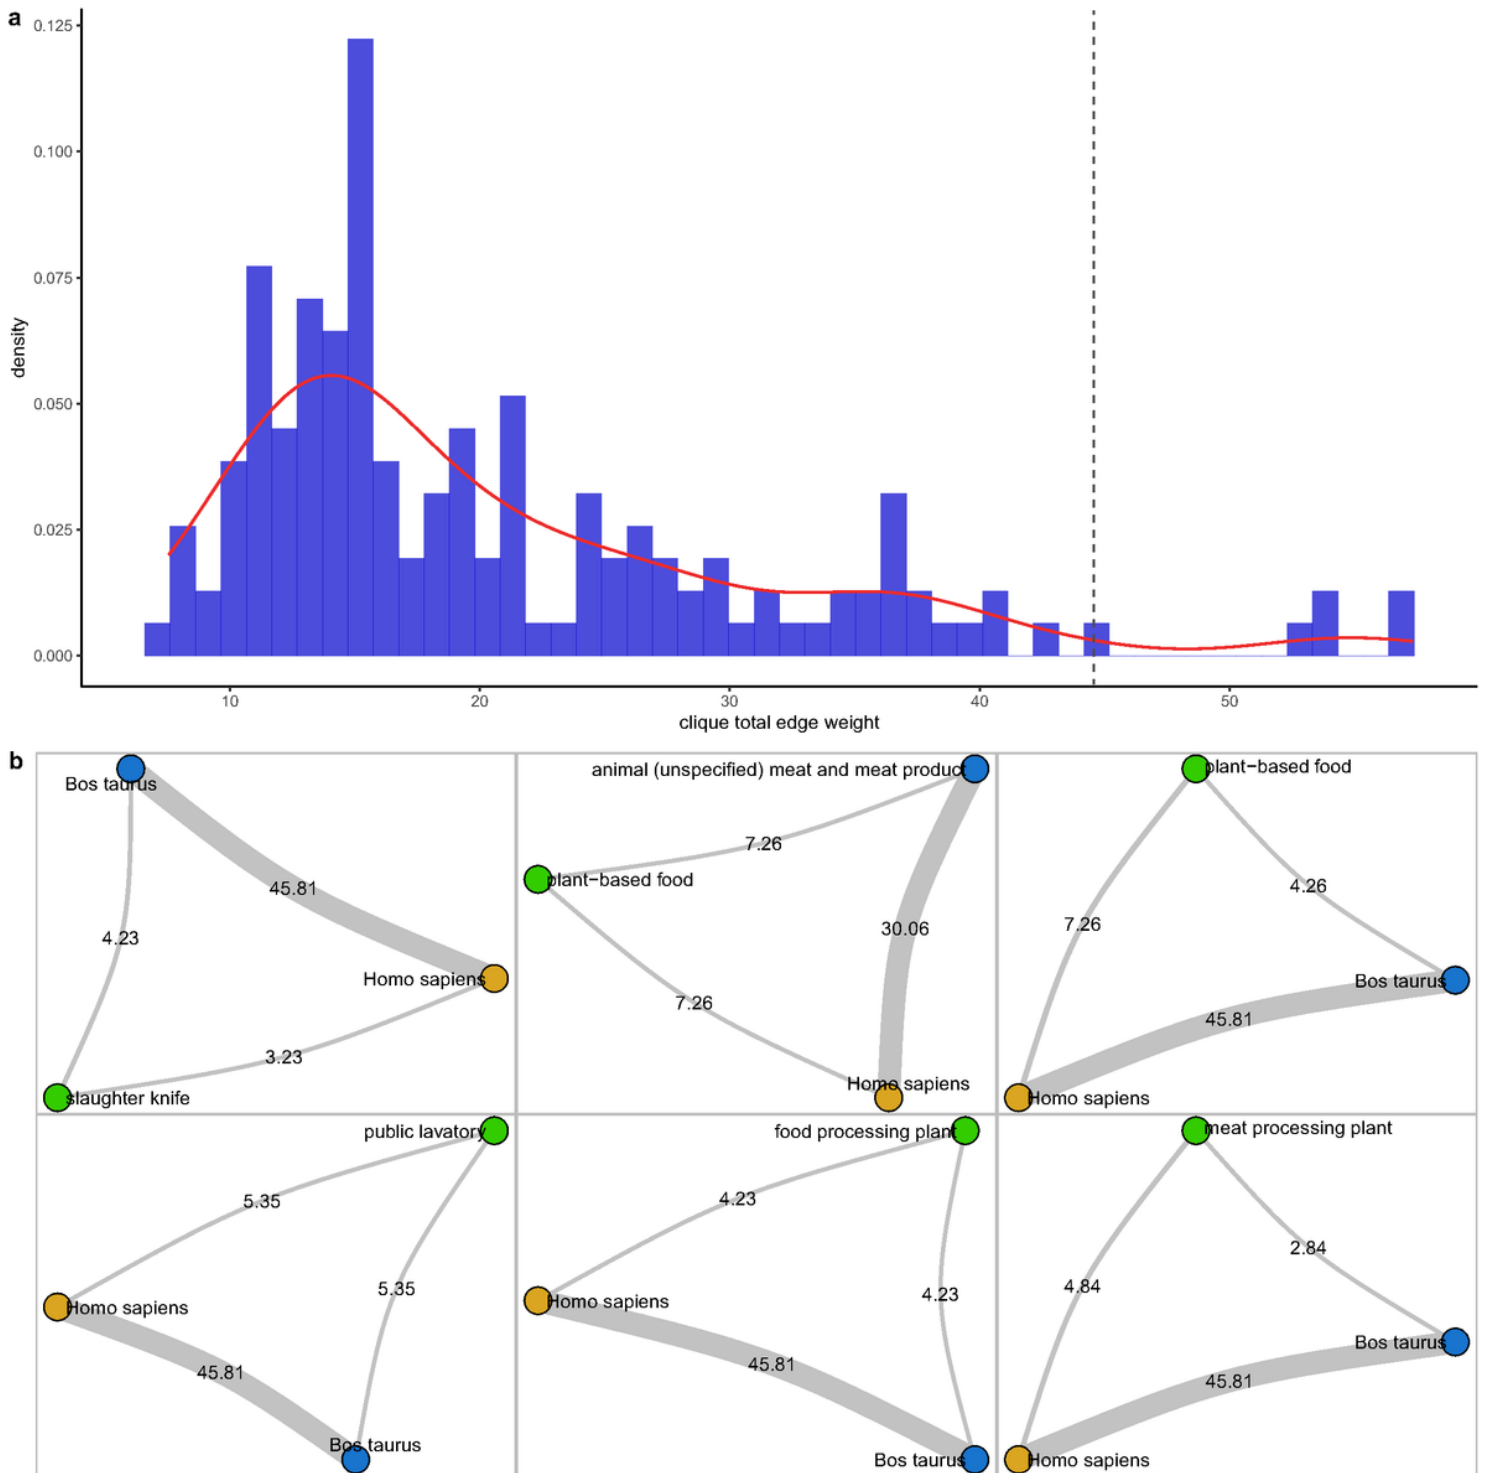 a
0.125
0.100
0.075
0.050
0.025
0.000
density
10 20 30 40 50
clique total edge weight
b
Bos taurus
45.81
4.23
Homo sapiens
3.23
slaughter knife
animal (unspecified) meat and meat product
7.26
plant−based food
30.06
7.26
Homo sapiens
plant−based food
4.26
7.26
Bos taurus
45.81
Homo sapiens
public lavatory
5.35
5.35
Homo sapiens
45.81
Bos taurus
food processing plant
4.23
4.23
Homo sapiens
45.81
Bos taurus
meat processing plant
2.84
4.84
Bos taurus
45.81
Homo sapiens